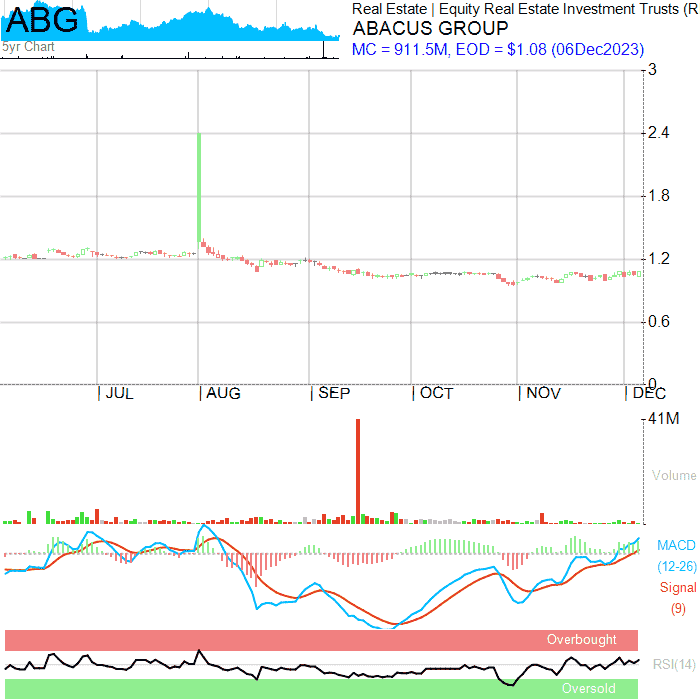 ABG
5yr Chart
Real Estate | Equity Real Estate Investment Trusts (R
ABACUS GROUP
MC = 911.5M, EOD = $1.08 (06Dec2023)
3
2.4
1.8
1.2
0.6
0
| JUL | AUG | SEP | OCT | NOV | DEC
41M
Volume
MACD
(12-26)
Signal
(9)
Overbought
RSI(14)
Oversold